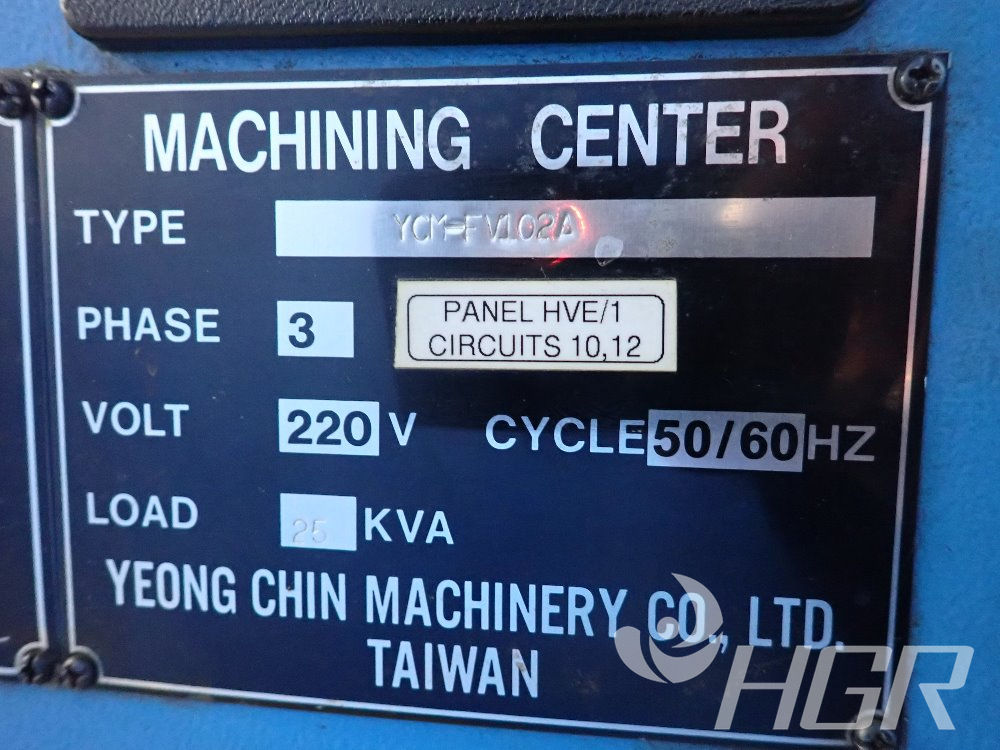 MACHINING CENTER
TYPE YCM-FV102A
PHASE 3
PANEL HVE/1
CIRCUITS 10,12
VOLT 220 V CYCLE 50/60 HZ
LOAD 25 KVA
YEONG CHIN MACHINERY CO., LTD.
TAIWAN
HGR